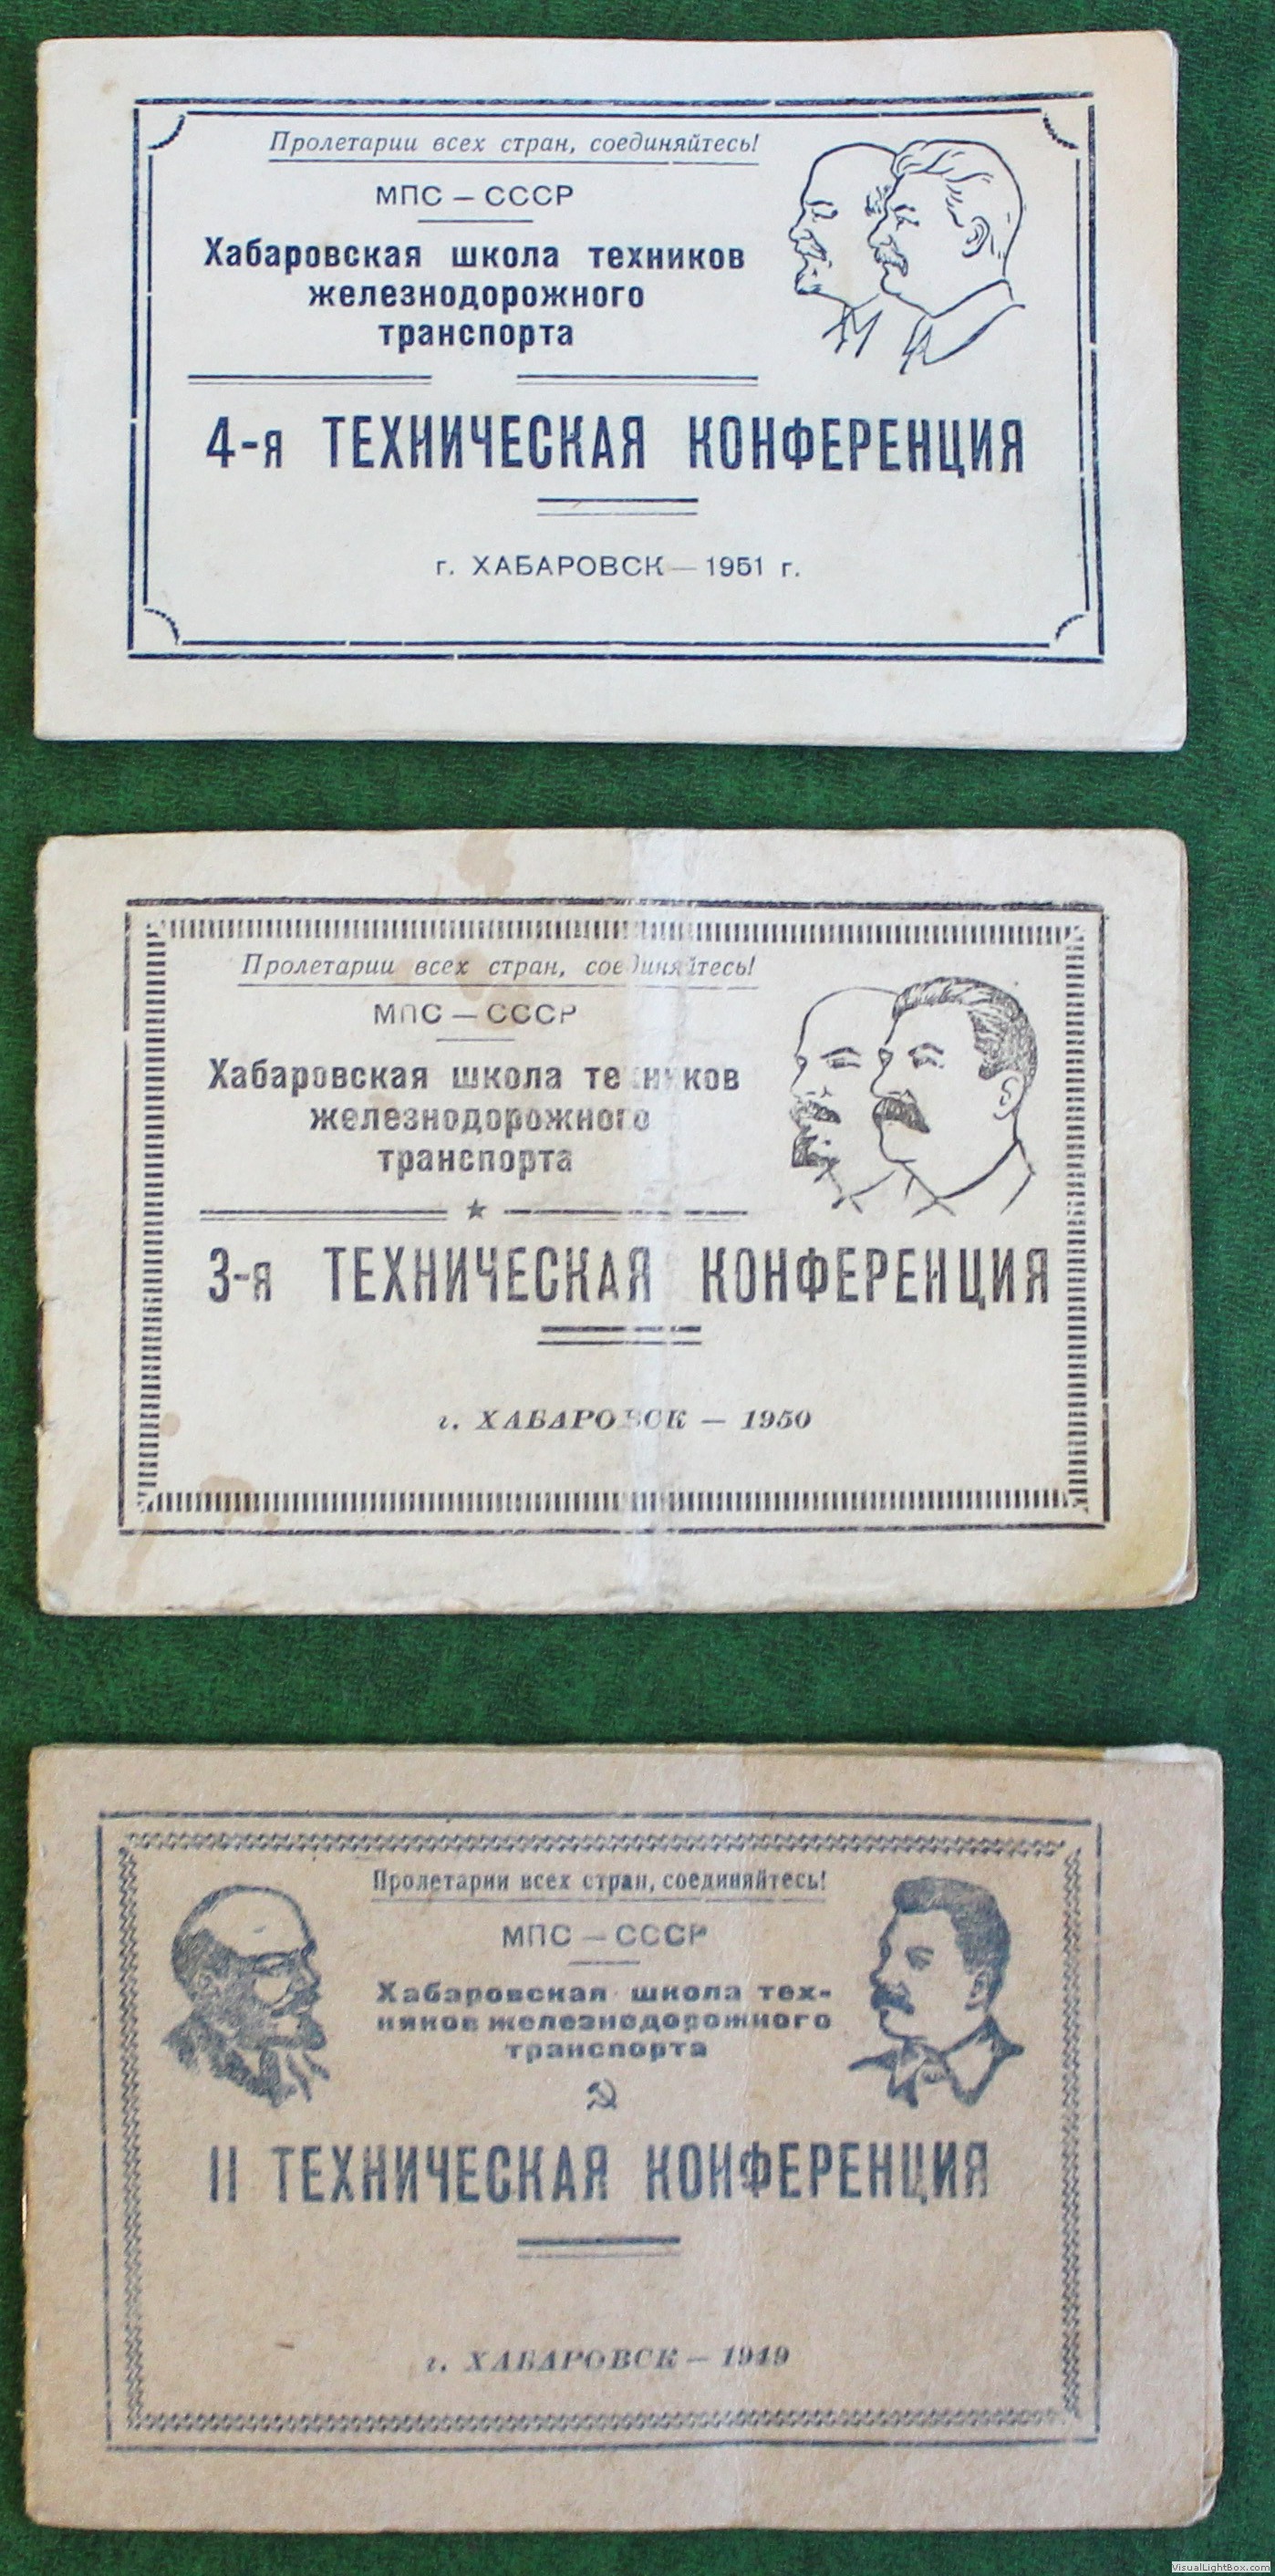 Пролетарии всех стран, соединяйтесь!
МПС — СССР
Хабаровская школа техников
железнодорожного
транспорта
4-я ТЕХНИЧЕСКАЯ КОНФЕРЕНЦИЯ
г. ХАБАРОВСК — 1951 г.
Пролетарии всех стран, соединяйтесь!
МПС — СССР
Хабаровская школа техников
железнодорожного
транспорта
3-я ТЕХНИЧЕСКАЯ КОНФЕРЕНЦИЯ
г. ХАБАРОВСК — 1950
Пролетарии всех стран, соединяйтесь!
МПС — СССР
Хабаровская школа тех-
ников железнодорожного
транспорта
II ТЕХНИЧЕСКАЯ КОНФЕРЕНЦИЯ
г. ХАБАРОВСК — 1949
VisualLightBox.com